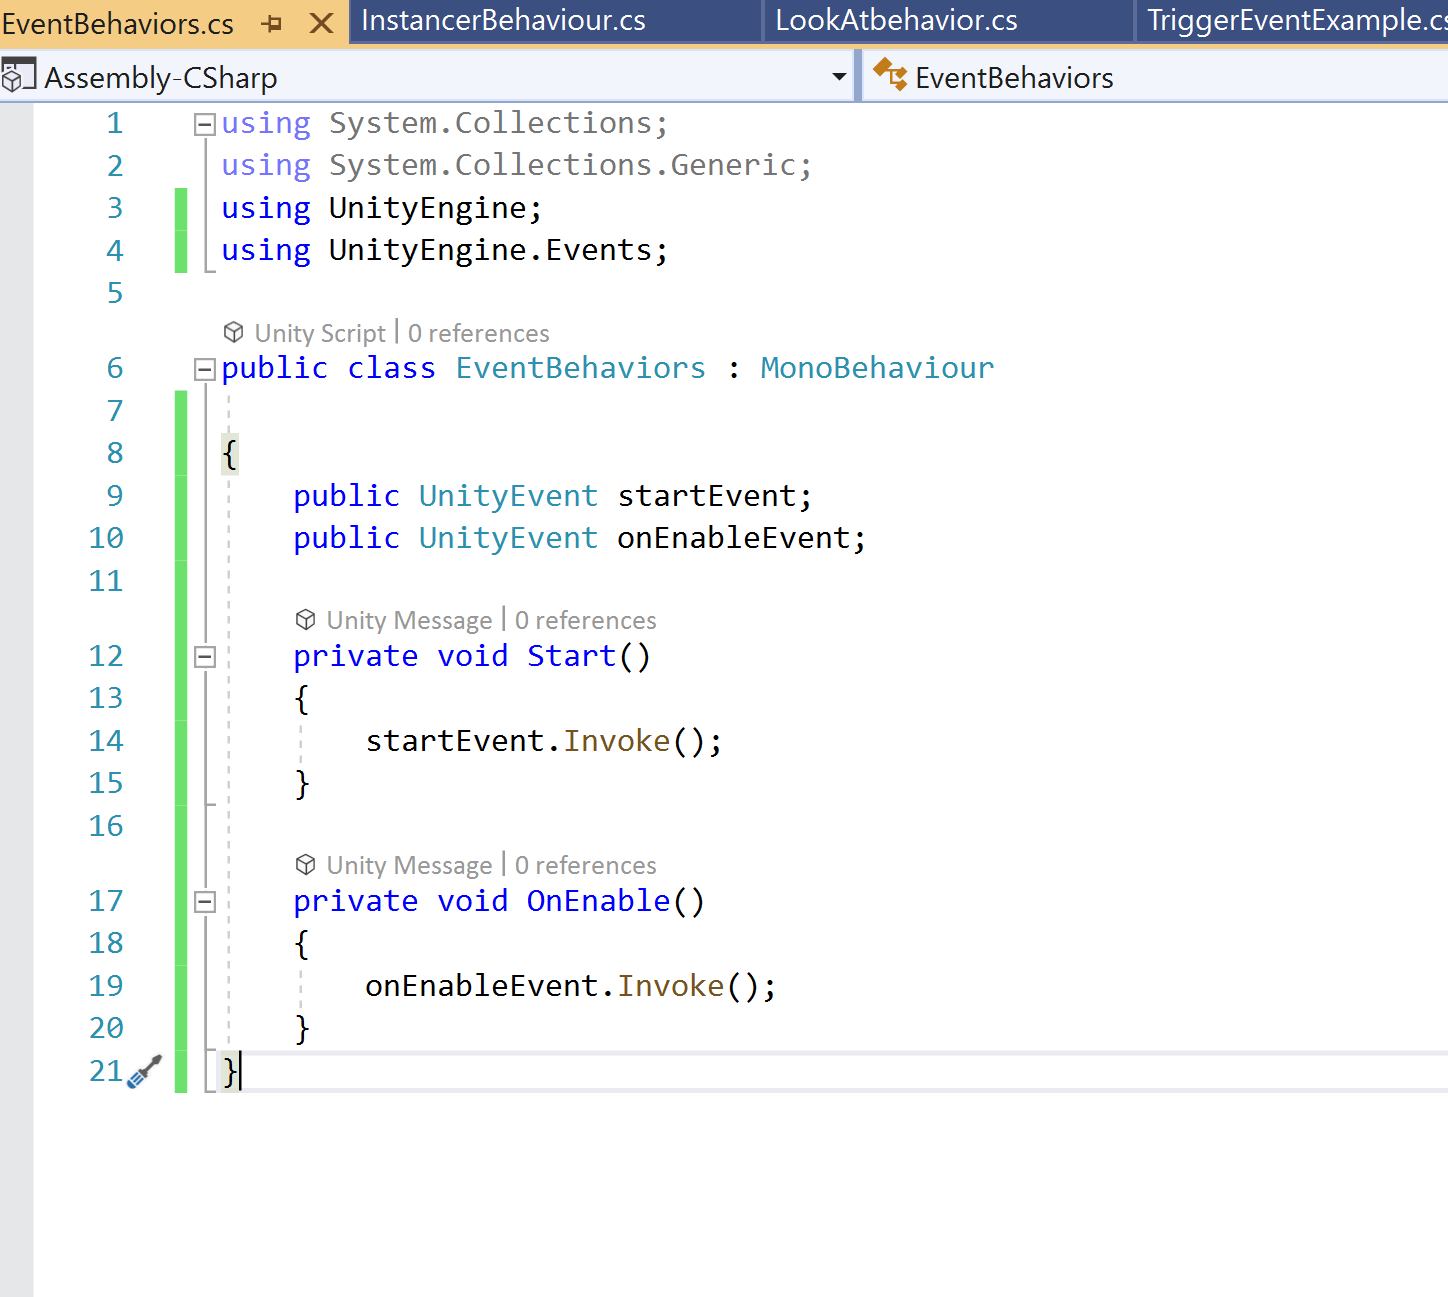 EventBehaviors.cs InstancerBehaviour.cs LookAtbehavior.cs TriggerEventExample.cs
Assembly-CSharp EventBehaviors
1 using System.Collections;
2 using System.Collections.Generic;
3 using UnityEngine;
4 using UnityEngine.Events;
5
Unity Script | 0 references
6 public class EventBehaviors : MonoBehaviour
7
8 {
9 public UnityEvent startEvent;
10 public UnityEvent onEnableEvent;
11
Unity Message | 0 references
12 private void Start()
13 {
14 startEvent.Invoke();
15 }
16
Unity Message | 0 references
17 private void OnEnable()
18 {
19 onEnableEvent.Invoke();
20 }
21 }